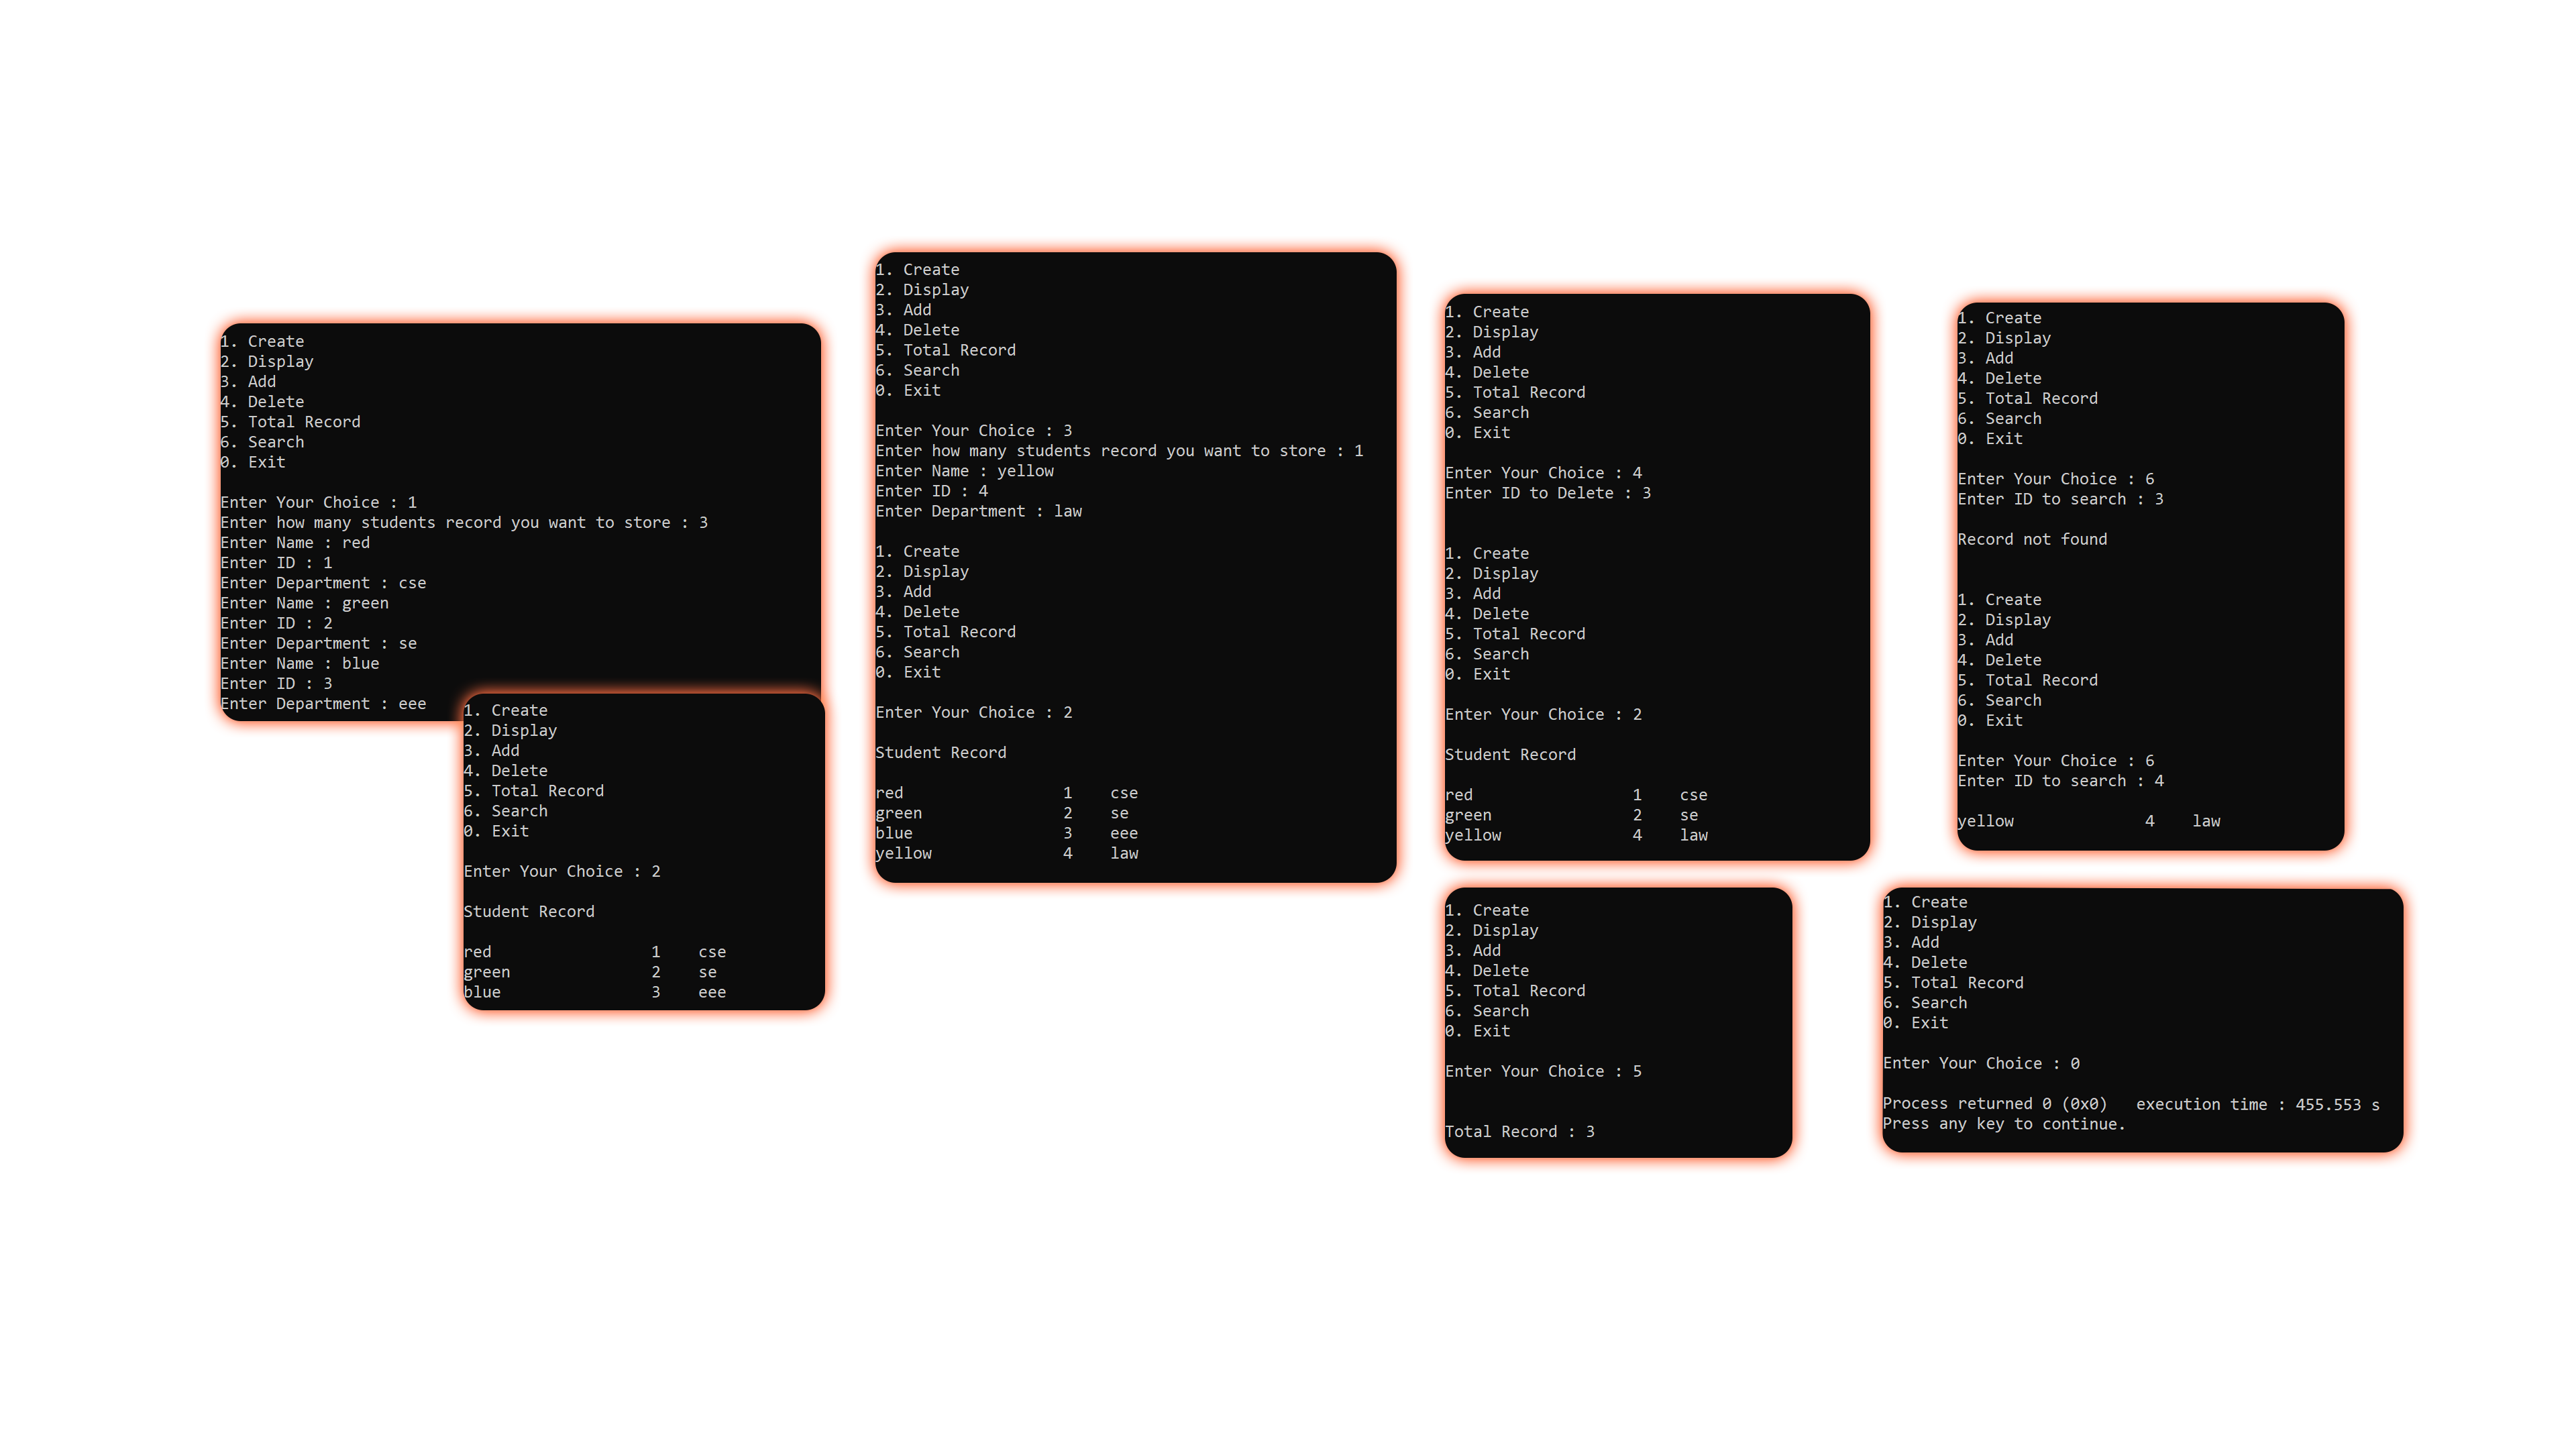 1. Create
2. Display
3. Add
4. Delete
5. Total Record
6. Search
0. Exit
Enter Your Choice : 1
Enter how many students record you want to store : 3
Enter Name : red
Enter ID : 1
Enter Department : cse
Enter Name : green
Enter ID : 2
Enter Department : se
Enter Name : blue
Enter ID : 3
Enter Department : eee
1. Create
2. Display
3. Add
4. Delete
5. Total Record
6. Search
0. Exit
Enter Your Choice : 2
Student Record
red 1 cse
green 2 se
blue 3 eee
1. Create
2. Display
3. Add
4. Delete
5. Total Record
6. Search
0. Exit
Enter Your Choice : 3
Enter how many students record you want to store : 1
Enter Name : yellow
Enter ID : 4
Enter Department : law
1. Create
2. Display
3. Add
4. Delete
5. Total Record
6. Search
0. Exit
Enter Your Choice : 2
Student Record
red 1 cse
green 2 se
blue 3 eee
yellow 4 law
1. Create
2. Display
3. Add
4. Delete
5. Total Record
6. Search
0. Exit
Enter Your Choice : 4
Enter ID to Delete : 3
1. Create
2. Display
3. Add
4. Delete
5. Total Record
6. Search
0. Exit
Enter Your Choice : 2
Student Record
red 1 cse
green 2 se
yellow 4 law
1. Create
2. Display
3. Add
4. Delete
5. Total Record
6. Search
0. Exit
Enter Your Choice : 5
Total Record : 3
1. Create
2. Display
3. Add
4. Delete
5. Total Record
6. Search
0. Exit
Enter Your Choice : 6
Enter ID to search : 3
Record not found
1. Create
2. Display
3. Add
4. Delete
5. Total Record
6. Search
0. Exit
Enter Your Choice : 6
Enter ID to search : 4
yellow 4 law
1. Create
2. Display
3. Add
4. Delete
5. Total Record
6. Search
0. Exit
Enter Your Choice : 0
Process returned 0 (0x0) execution time : 455.553 s
Press any key to continue.